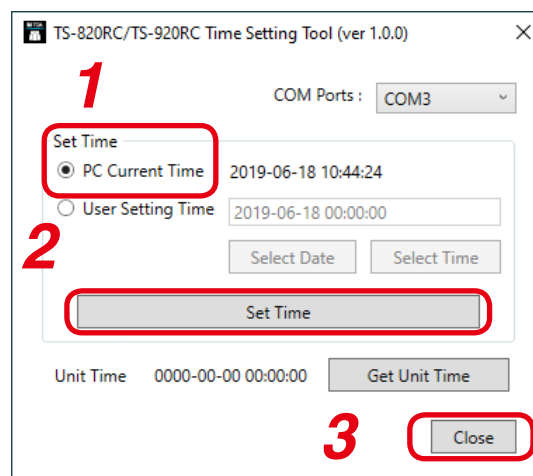 TS-820RC/TS-920RC Time Setting Tool (ver 1.0.0)
1
COM Ports : COM3
Set Time
PC Current Time 2019-06-18 10:44:24
User Setting Time 2019-06-18 00:00:00
2
Select Date Select Time
Set Time
Unit Time 0000-00-00 00:00:00 Get Unit Time
3 Close